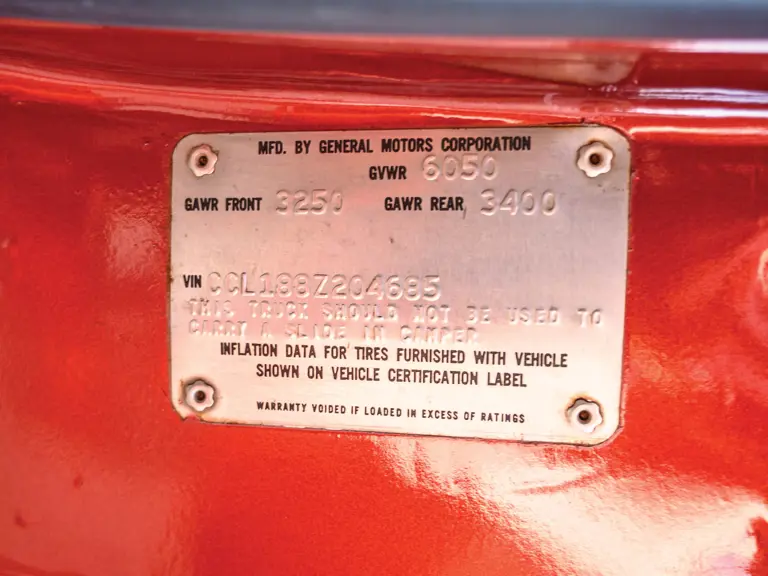 MFD. BY GENERAL MOTORS CORPORATION
GVWR 6050
GAWR FRONT 3250 GAWR REAR 3400
VIN CCL188Z204685
THIS TRUCK SHOULD NOT BE USED TO
CARRY A SLIDE IN CAMPER
INFLATION DATA FOR TIRES FURNISHED WITH VEHICLE
SHOWN ON VEHICLE CERTIFICATION LABEL
WARRANTY VOIDED IF LOADED IN EXCESS OF RATINGS